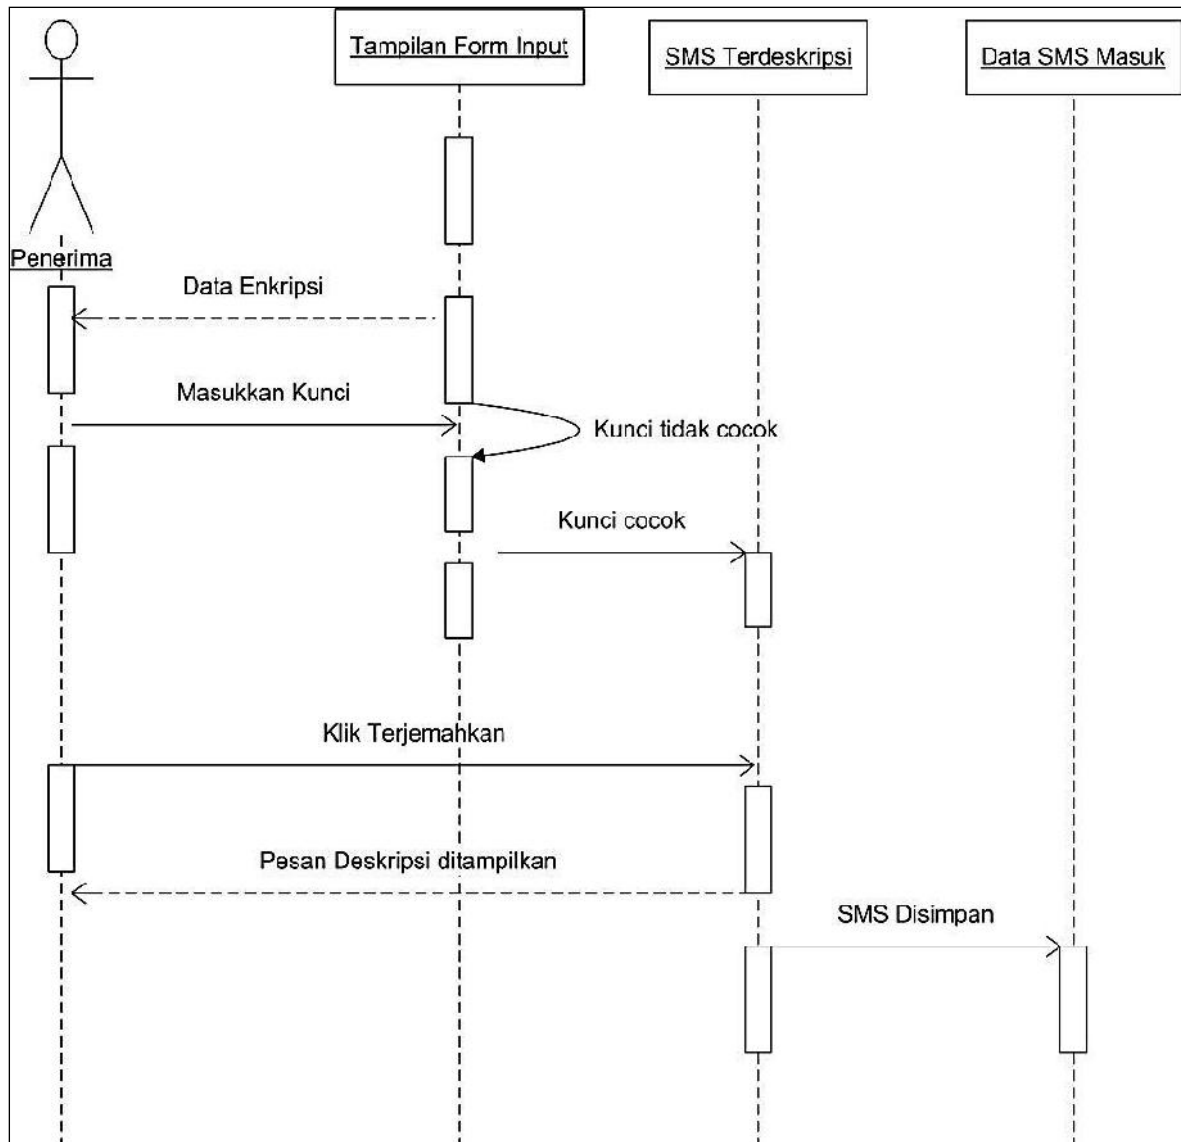 Tampilan Form Input
SMS Terdeskripsi
Data SMS Masuk
Penerima
Data Enkripsi
Masukkan Kunci
Kunci tidak cocok
Kunci cocok
Klik Terjemahkan
Pesan Deskripsi ditampilkan
SMS Disimpan